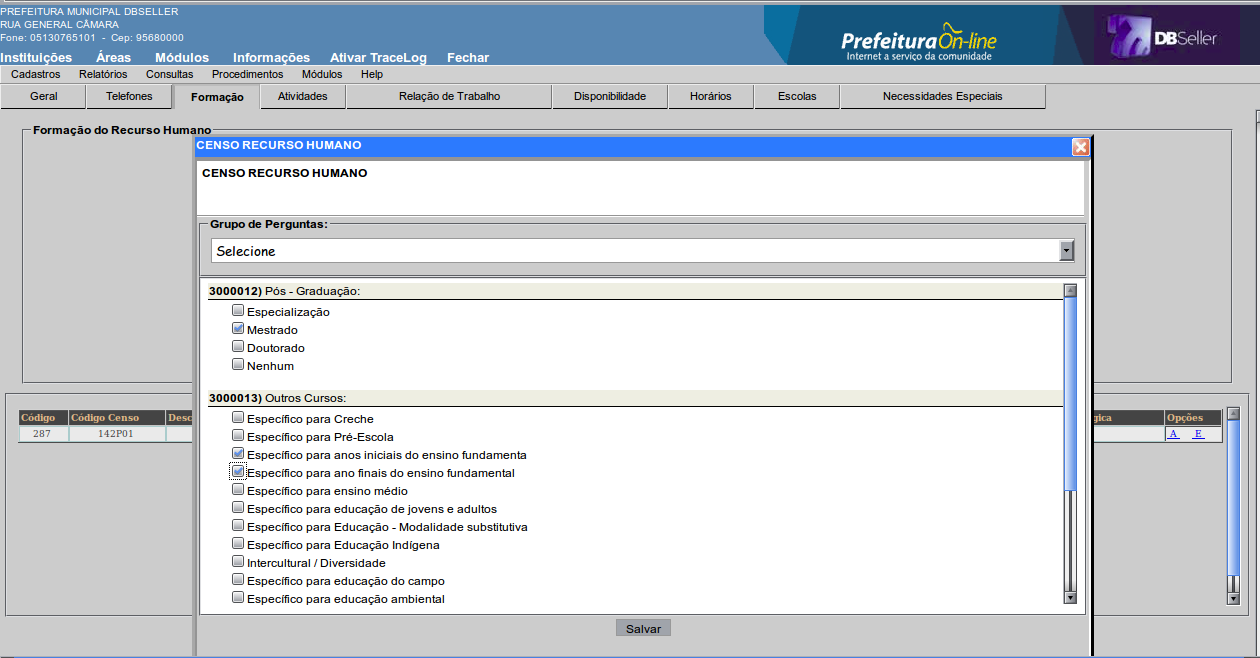 PREFEITURA MUNICIPAL DBSELLER
RUA GENERAL CÂMARA
Fone: 05130765101 - Cep: 95680000
PrefeituraOn-line
Internet a serviço da comunidade
DBSeller
Instituições Áreas Módulos Informações Ativar TraceLog Fechar
Cadastros Relatórios Consultas Procedimentos Módulos Help
Geral Telefones Formação Atividades Relação de Trabalho Disponibilidade Horários Escolas Necessidades Especiais
Formação do Recurso Humano
CENSO RECURSO HUMANO
CENSO RECURSO HUMANO
Grupo de Perguntas:
Selecione
3000012) Pós - Graduação:
Especialização
Mestrado
Doutorado
Nenhum
3000013) Outros Cursos:
Específico para Creche
Específico para Pré-Escola
Específico para anos iniciais do ensino fundamenta
Específico para ano finais do ensino fundamental
Específico para ensino médio
Específico para educação de jovens e adultos
Específico para Educação - Modalidade substitutiva
Específico para Educação Indígena
Intercultural / Diversidade
Específico para educação do campo
Específico para educação ambiental
Salvar
Código Código Censo Desc gica Opções
287 142P01 A E